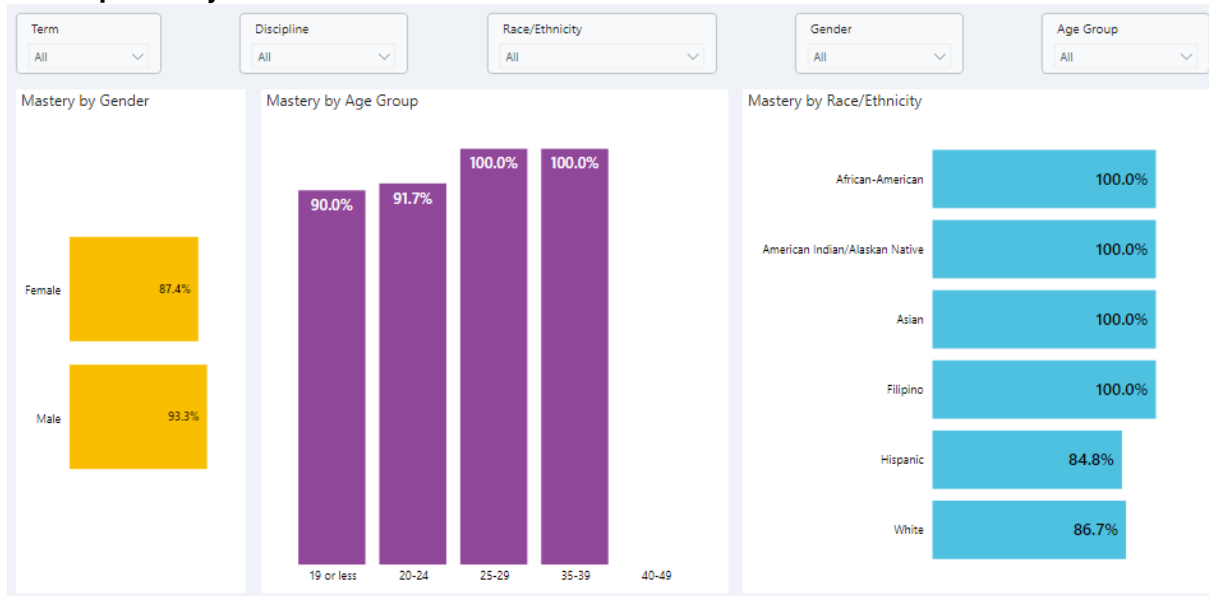 Term
Discipline
Race/Ethnicity
Gender
Age Group
All
All
All
All
All
Mastery by Gender
Female
87.4%
Male
93.3%
Mastery by Age Group
90.0%
91.7%
100.0%
100.0%
19 or less
20-24
25-29
35-39
40-49
Mastery by Race/Ethnicity
African-American
100.0%
American Indian/Alaskan Native
100.0%
Asian
100.0%
Filipino
100.0%
Hispanic
84.8%
White
86.7%